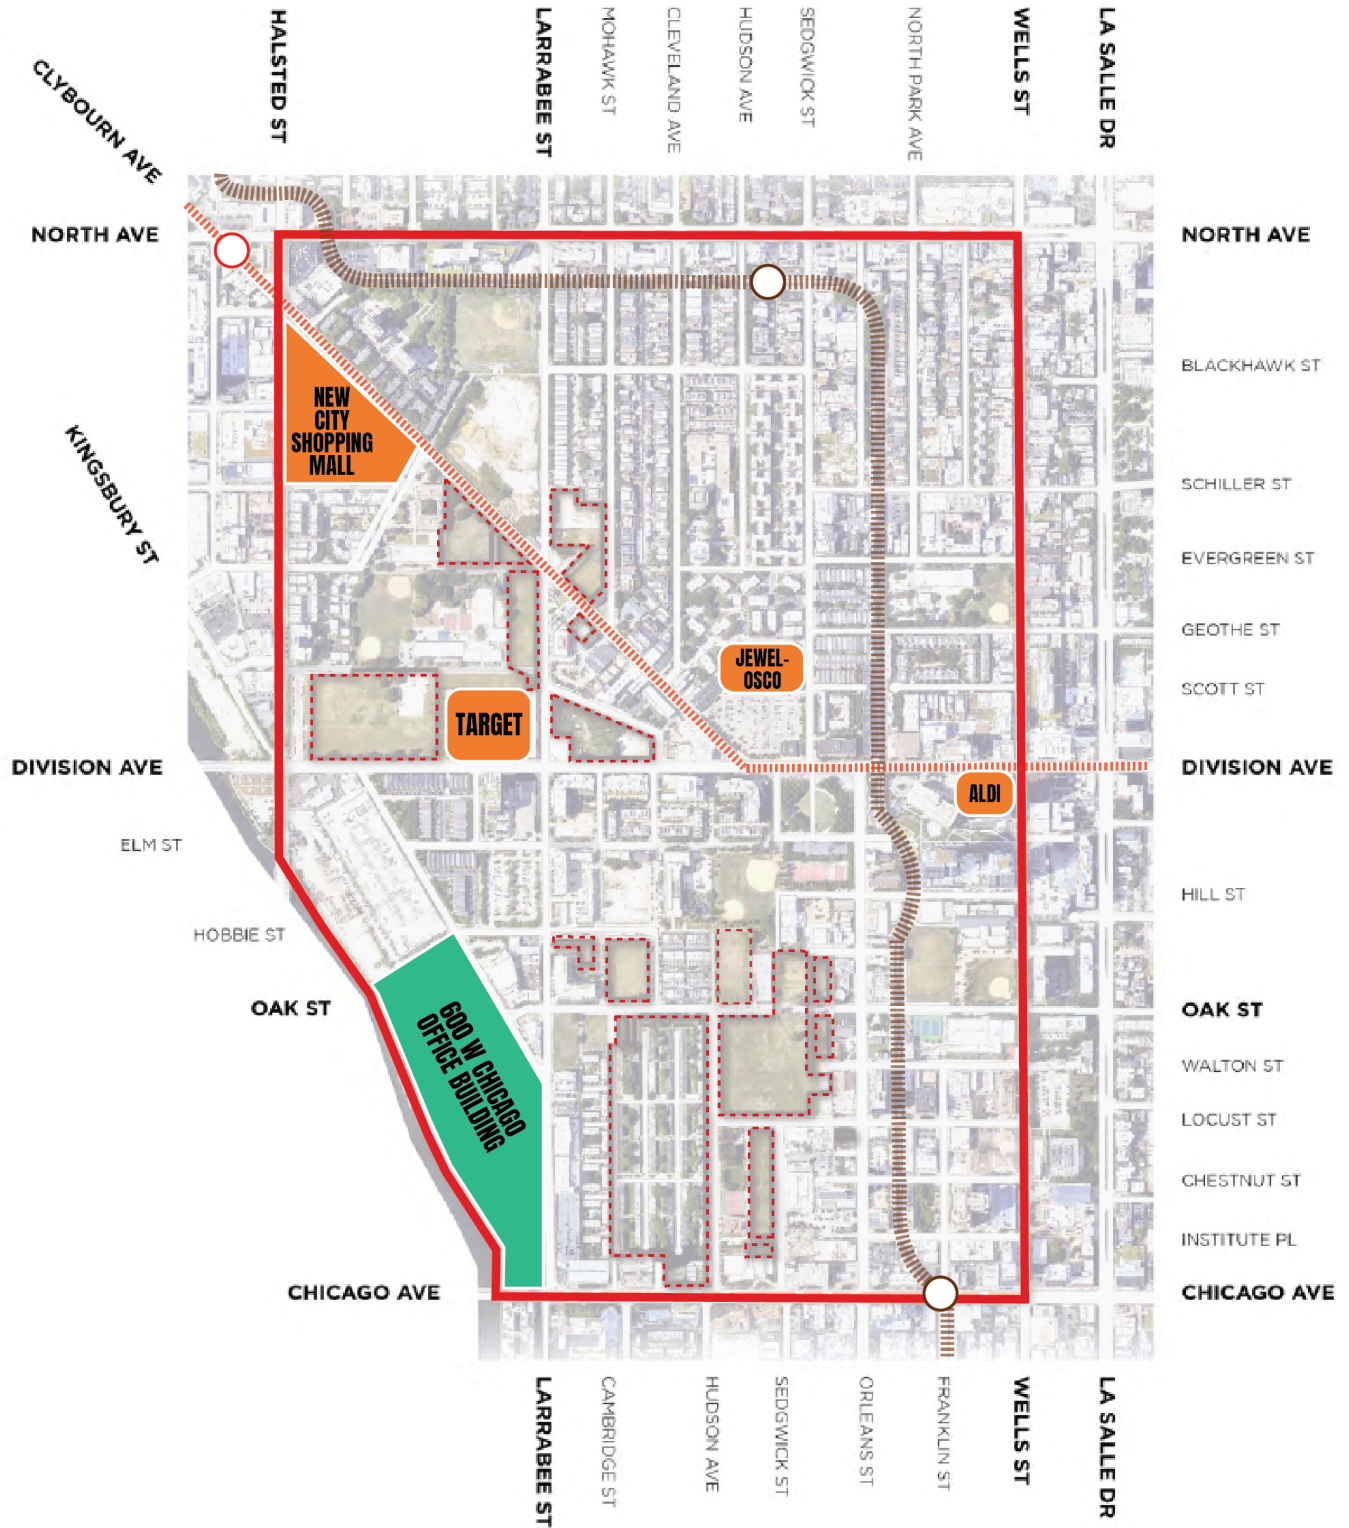 HALSTED ST
LARRABEE ST
MOHAWK ST
CLEVELAND AVE
HUDSON AVE
SEDGWICK ST
NORTH PARK AVE
WELLS ST
LA SALLE DR
CLYBOURN AVE
NORTH AVE
NORTH AVE
BLACKHAWK ST
NEW
CITY
SHOPPING
MALL
KINGSBURY ST
SCHILLER ST
EVERGREEN ST
GEOTHE ST
JEWEL-
OSCO
SCOTT ST
TARGET
DIVISION AVE
DIVISION AVE
ALDI
ELM ST
HILL ST
HOBBIE ST
OAK ST
OAK ST
600 W CHICAGO
OFFICE BUILDING
WALTON ST
LOCUST ST
CHESTNUT ST
INSTITUTE PL
CHICAGO AVE
CHICAGO AVE
LARRABEE ST
CAMBRIDGE ST
HUDSON AVE
SEDGWICK ST
ORLEANS ST
FRANKLIN ST
WELLS ST
LA SALLE DR